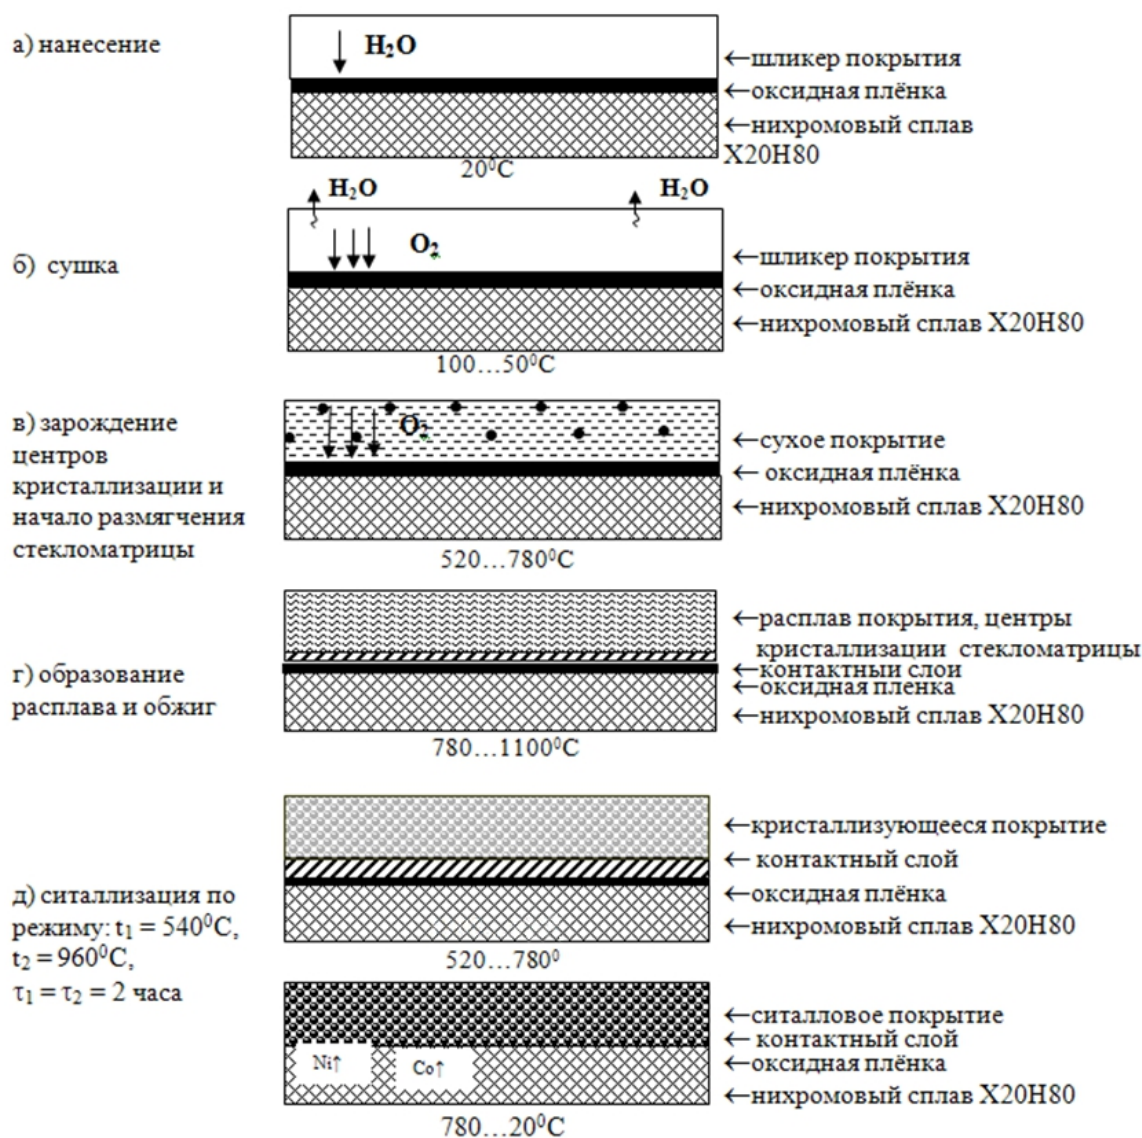 а) нанесение
H₂O
←шликер покрытия
←оксидная плёнка
←нихромовый сплав
Х20Н80
20⁰С
H₂O
H₂O
б) сушка
O₂
←шликер покрытия
←оксидная плёнка
←нихромовый сплав Х20Н80
100…50⁰С
в) зарождение
центров
кристаллизации и
начало размягчения
стекломатрицы
O₂
←сухое покрытие
← оксидная плёнка
←нихромовый сплав Х20Н80
520…780⁰С
г) образование
расплава и обжиг
←расплав покрытия, центры
кристаллизации стекломатрицы
←контактный слой
←оксидная пленка
←нихромовый сплав Х20Н80
780…1100⁰С
д) ситаллизация по
режиму: t₁ = 540⁰С,
t₂ = 960⁰С,
τ₁ = τ₂ = 2 часа
←кристаллизующееся покрытие
← контактный слой
←оксидная плёнка
←нихромовый сплав Х20Н80
520…780⁰
Ni↑
Co↑
←ситалловое покрытие
← контактный слой
←оксидная плёнка
←нихромовый сплав Х20Н80
780…20⁰С